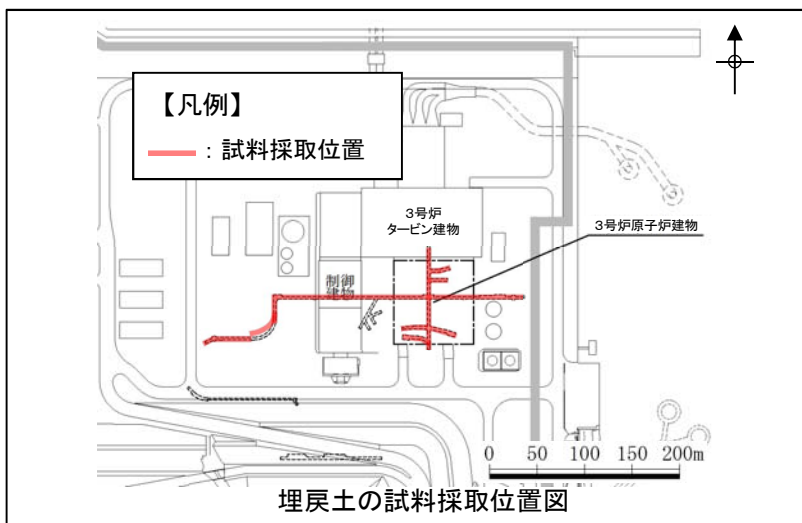 【凡例】
：試料採取位置
3号炉
タービン建物
3号炉原子炉建物
制御
建物
0 50 100 150 200m
埋戻土の試料採取位置図